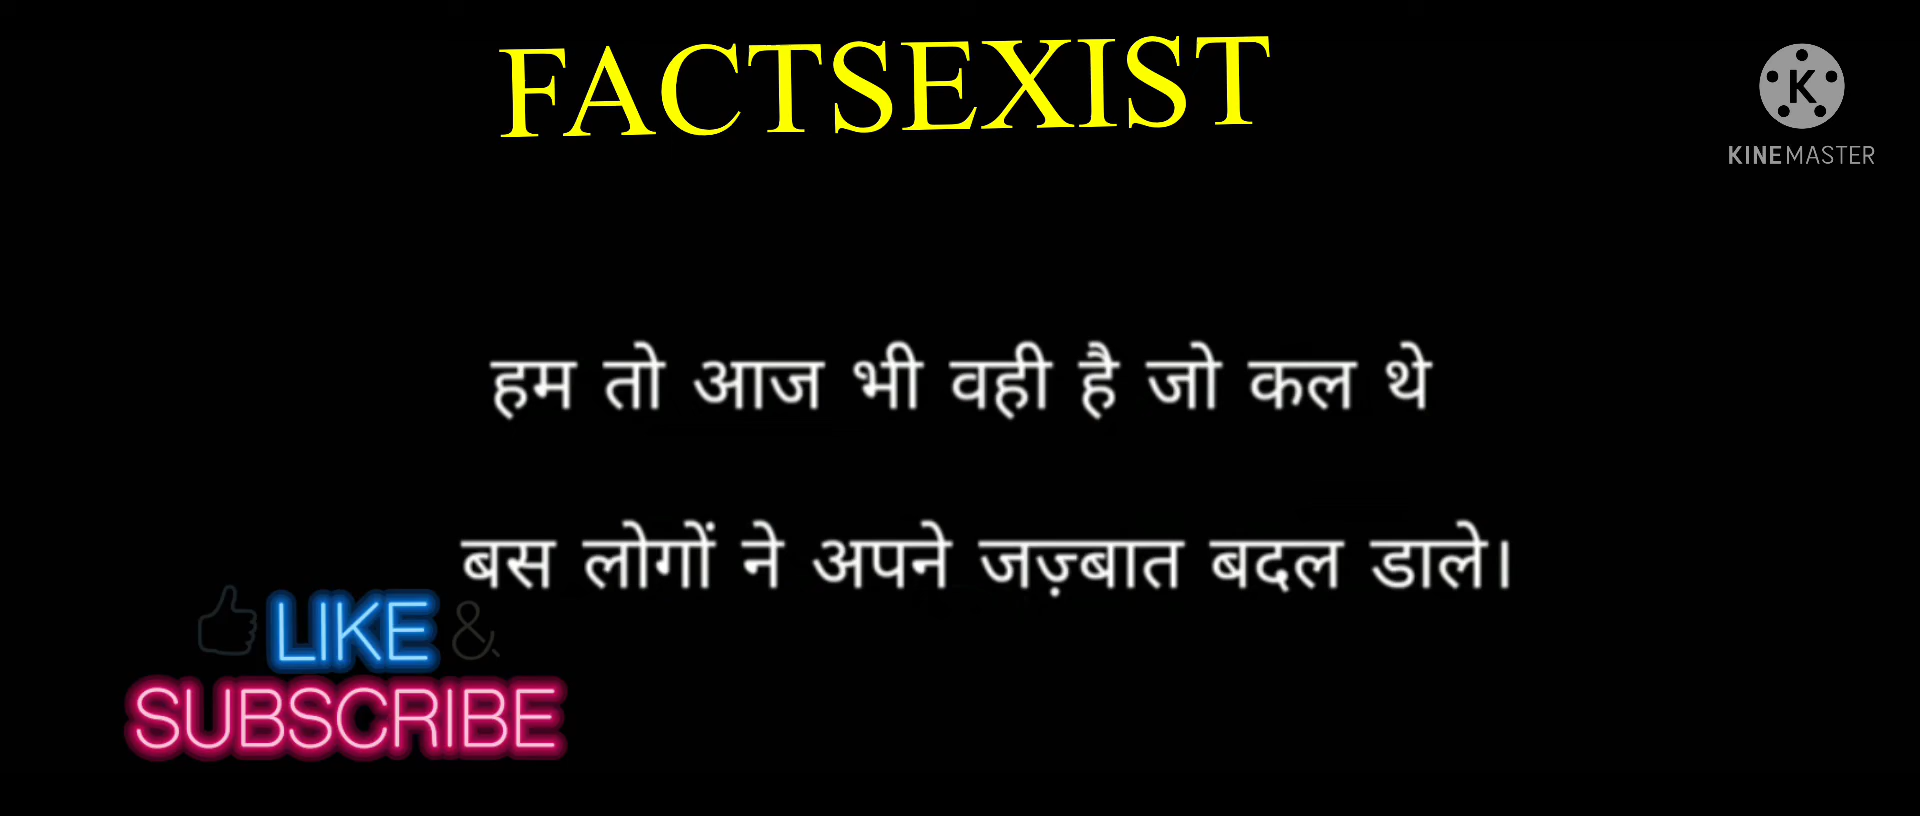 FACTSEXIST
K
KINEMASTER
हम तो आज भी वही है जो कल थे
बस लोगों ने अपने जज़्बात बदल डाले।
LIKE &
SUBSCRIBE